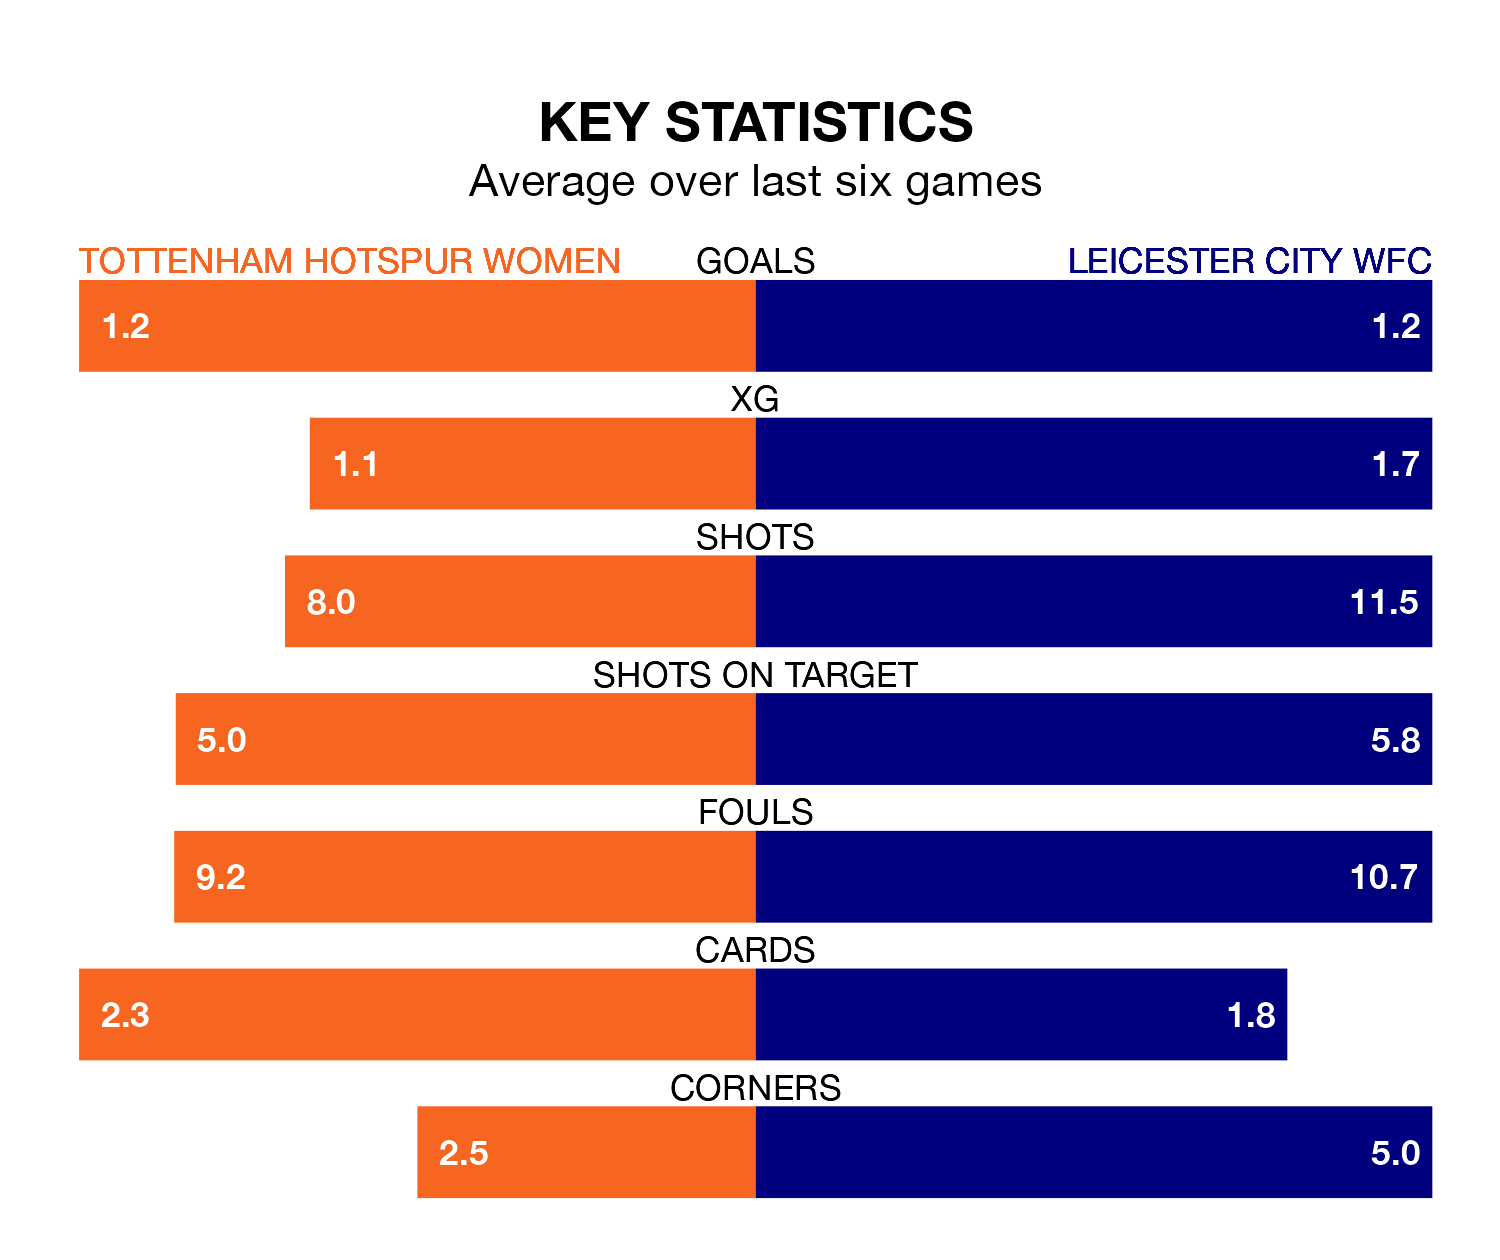 KEY STATISTICS
Average over last six games
TOTTENHAM HOTSPUR WOMEN GOALS LEICESTER CITY WFC
1.2 1.2
XG
1.1 1.7
SHOTS
8.0 11.5
SHOTS ON TARGET
5.0 5.8
FOULS
9.2 10.7
CARDS
2.3 1.8
CORNERS
2.5 5.0